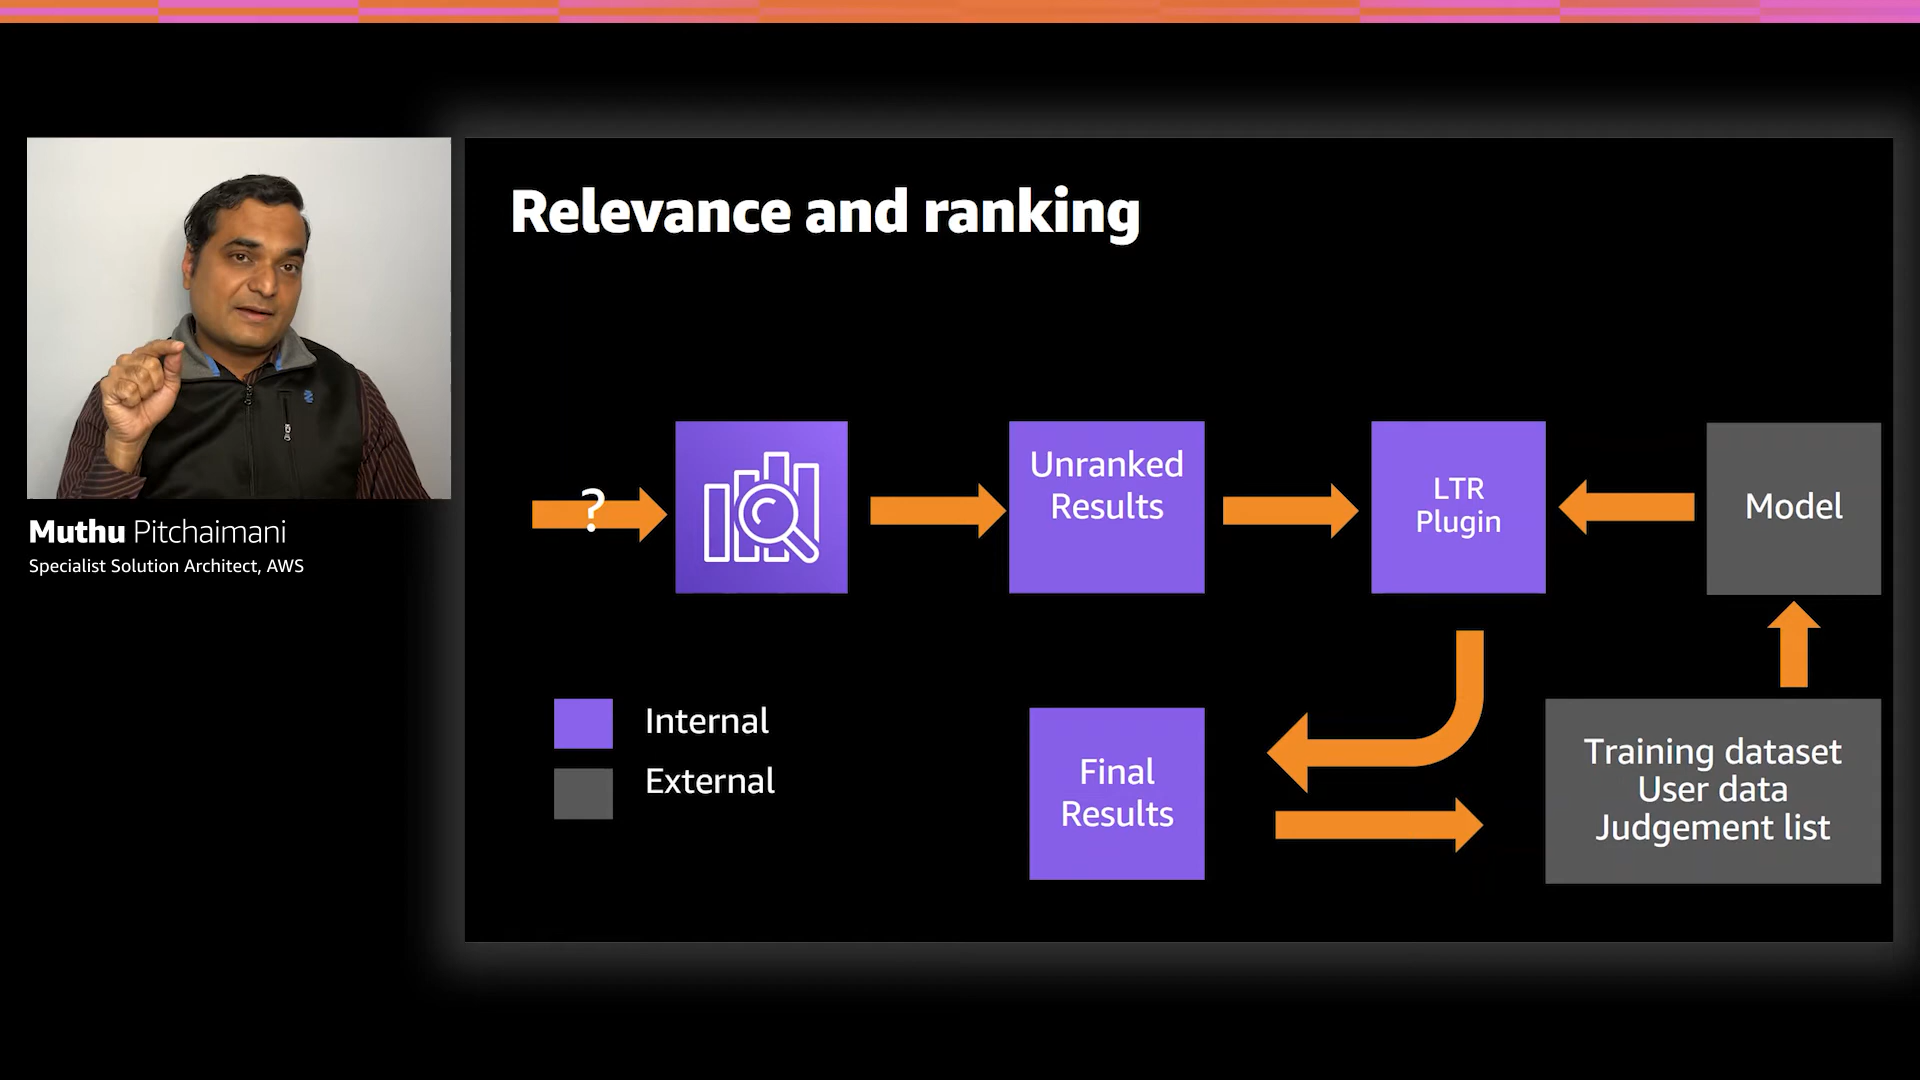 Relevance and ranking
Muthu Pitchaimani
Specialist Solution Architect, AWS
?
Unranked
Results
LTR
Plugin
Model
Internal
External
Final
Results
Training dataset
User data
Judgement list